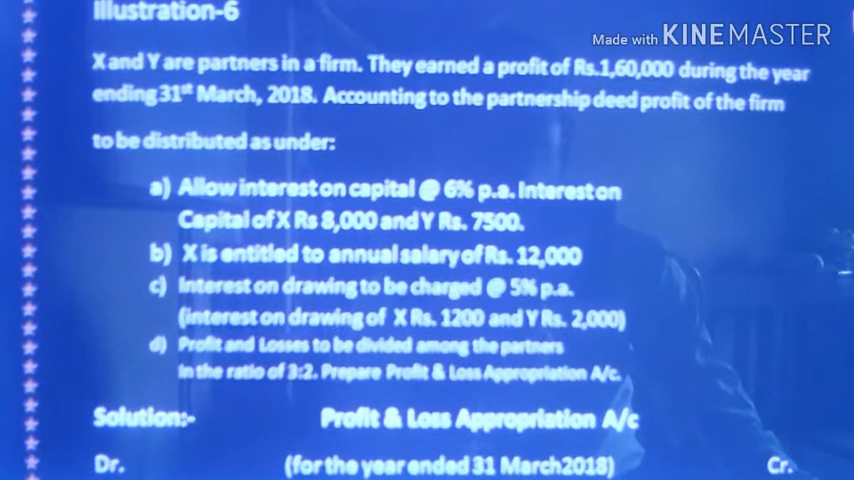 Illustration-6
Made with KINEMASTER
X and Y are partners in a firm. They earned a profit of Rs.1,60,000 during the year
ending 31st March, 2018. Accounting to the partnership deed profit of the firm
to be distributed as under:
a) Allow interest on capital @ 6% p.a. Interest on
Capital of X Rs 8,000 and Y Rs. 7500.
b) X is entitled to annual salary of Rs. 12,000
c) Interest on drawing to be charged @ 5% p.a.
(interest on drawing of X Rs. 1200 and Y Rs. 2,000)
d) Profit and Losses to be divided among the partners
In the ratio of 3:2. Prepare Profit & Loss Appropriation A/c.
Solution:- Profit & Loss Appropriation A/c
Dr. (for the year ended 31 March2018) Cr.